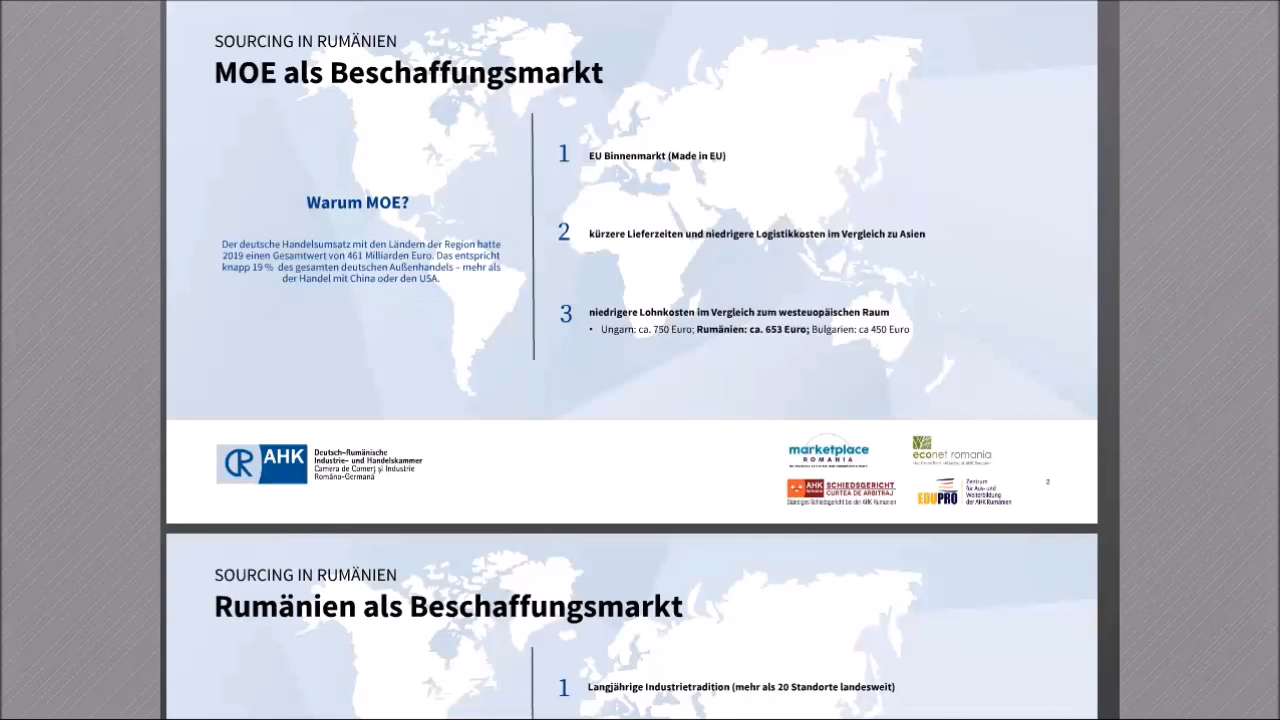 SOURCING IN RUMÄNIEN
MOE als Beschaffungsmarkt
Warum MOE?
Der deutsche Handelsumsatz mit den Ländern der Region hatte
2019 einen Gesamtwert von 461 Milliarden Euro. Das entspricht
knapp 19 % des gesamten deutschen Außenhandels – mehr als
der Handel mit China oder den USA.
1 EU Binnenmarkt (Made in EU)
2 kürzere Lieferzeiten und niedrigere Logistikkosten im Vergleich zu Asien
3 niedrigere Lohnkosten im Vergleich zum westeuopäischen Raum
• Ungarn: ca. 750 Euro; Rumänien: ca. 653 Euro; Bulgarien: ca 450 Euro
AHK
Deutsch-Rumänische
Industrie- und Handelskammer
Camera de Comerț și Industrie
Româno-Germană
marketplace
ROMANIA
econet romania
AHK
SCHIEDSGERICHT
CURTEA DE ARBITRAJ
Ständiges Schiedsgericht bei der AHK Rumänien
EDUPRO
Zentrum
für Aus- und
Weiterbildung
der AHK Rumänien
2
SOURCING IN RUMÄNIEN
Rumänien als Beschaffungsmarkt
1 Langjährige Industrietradition (mehr als 20 Standorte landesweit)